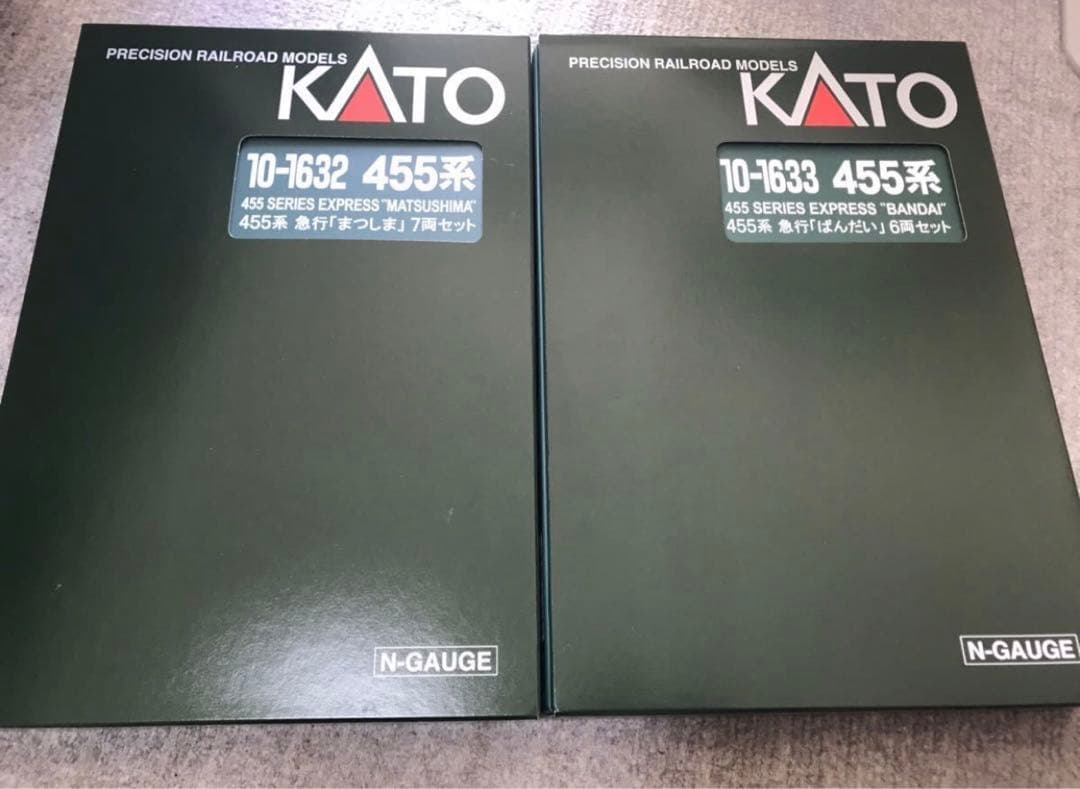 PRECISION RAILROAD MODELS
KATO
10-1632 455系
455 SERIES EXPRESS "MATSUSHIMA"
455系 急行「まつしま」7両セット
N-GAUGE
PRECISION RAILROAD MODELS
KATO
10-1633 455系
455 SERIES EXPRESS "BANDAI"
455系 急行「ばんだい」6両セット
N-GAUGE